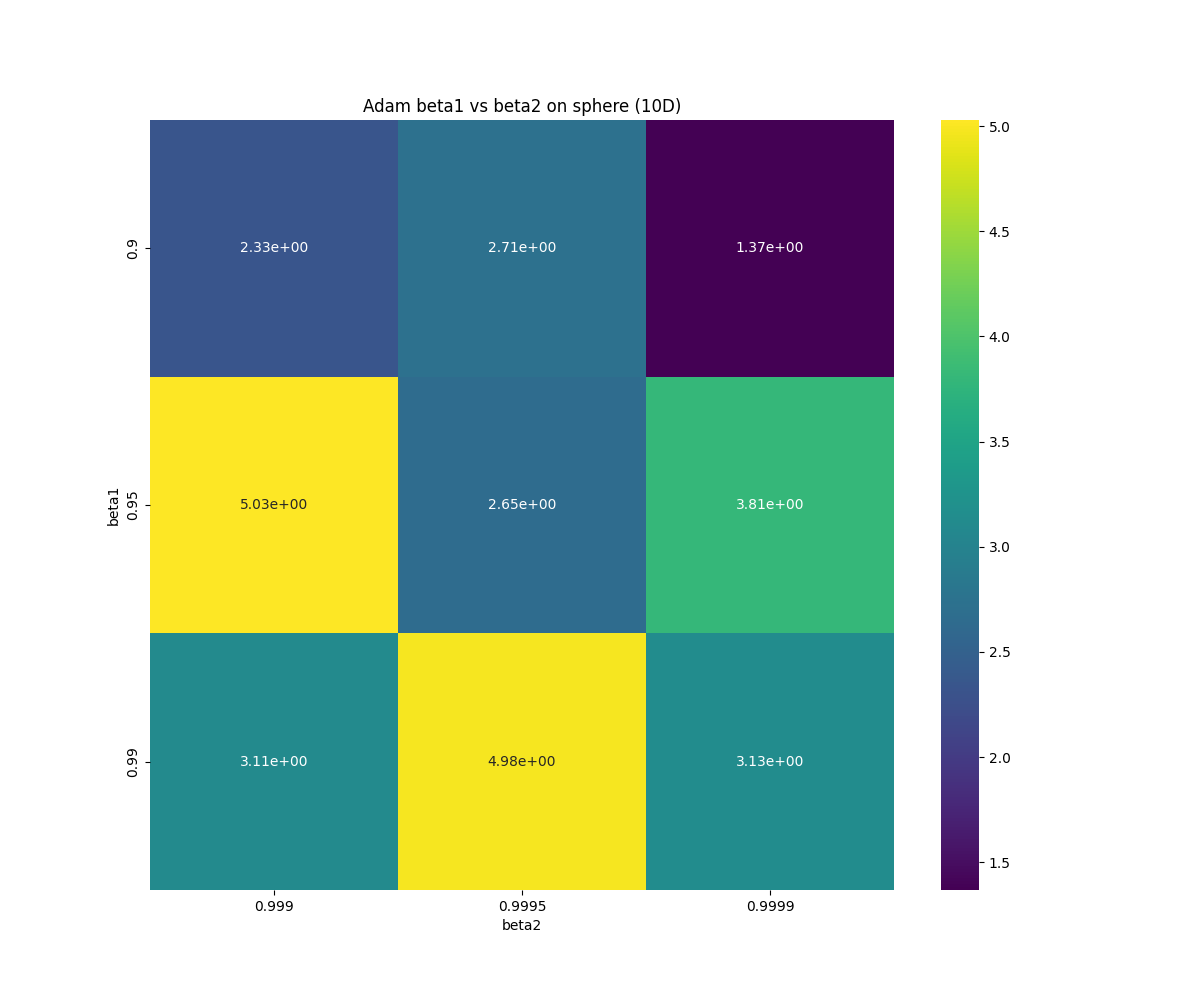 Adam beta1 vs beta2 on sphere (10D)
5.0
4.5
4.0
3.5
3.0
2.5
2.0
1.5
beta1
0.9
2.33e+00 2.71e+00 1.37e+00
0.95
5.03e+00 2.65e+00 3.81e+00
0.99
3.11e+00 4.98e+00 3.13e+00
0.999 0.9995 0.9999
beta2